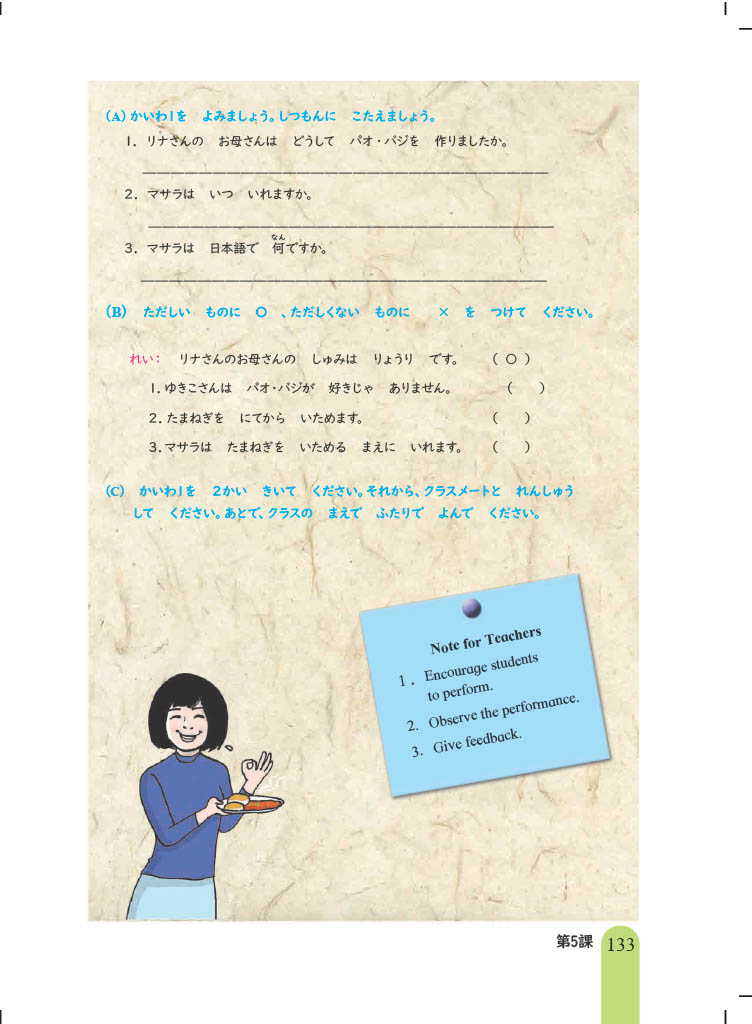 (A) かいわ1を　よみましょう。しつもんに　こたえましょう。
1. リナさんの　お母さんは　どうして　パオ・バジを　作りましたか。
2. マサラは　いつ　いれますか。
3. マサラは　日本語で　何(なん)ですか。
(B)　ただしい　ものに　〇　、ただしくない　ものに　　×　を　つけて　ください。
れい：　リナさんのお母さんの　しゅみは　りょうり　です。　（ 〇 ）
1. ゆきこさんは　パオ・バジが　好きじゃ　ありません。　（　　）
2. たまねぎを　にてから　いためます。　（　　）
3. マサラは　たまねぎを　いためる　まえに　いれます。　（　　）
(C)　かいわ1を　2かい　きいて　ください。それから、クラスメートと　れんしゅう
して　ください。あとで、クラスの　まえで　ふたりで　よんで　ください。
Note for Teachers
1 . Encourage students
to perform.
2. Observe the performance.
3. Give feedback.
第5課 133